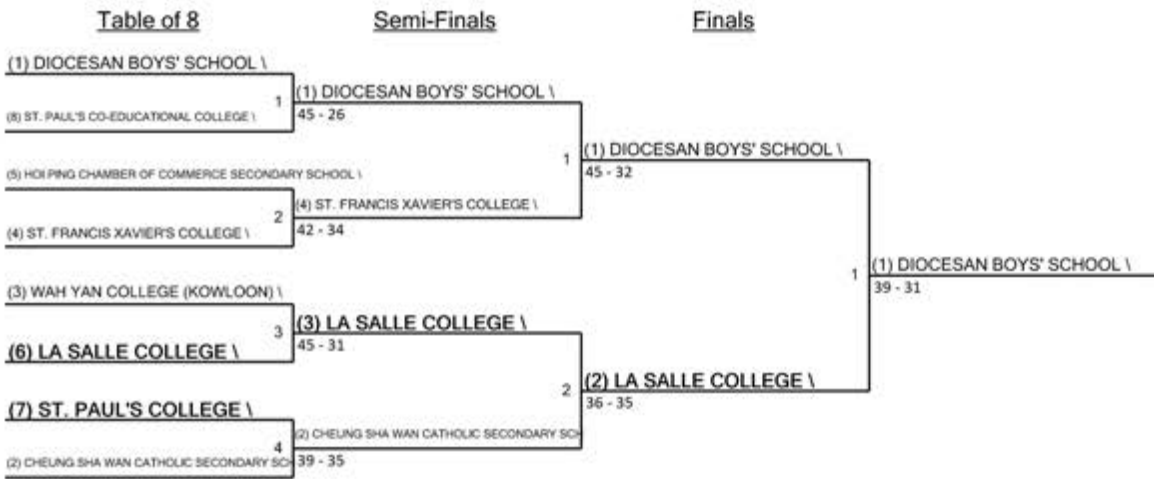 Table of 8
Semi-Finals
Finals
(1) DIOCESAN BOYS' SCHOOL \
1
(8) ST. PAUL'S CO-EDUCATIONAL COLLEGE \
(1) DIOCESAN BOYS' SCHOOL \
45 - 26
(5) HOI PING CHAMBER OF COMMERCE SECONDARY SCHOOL \
2
(4) ST. FRANCIS XAVIER'S COLLEGE \
(4) ST. FRANCIS XAVIER'S COLLEGE \
42 - 34
1
(1) DIOCESAN BOYS' SCHOOL \
45 - 32
(3) WAH YAN COLLEGE (KOWLOON) \
3
(6) LA SALLE COLLEGE \
(3) LA SALLE COLLEGE \
45 - 31
(7) ST. PAUL'S COLLEGE \
4
(2) CHEUNG SHA WAN CATHOLIC SECONDARY SCH
(2) CHEUNG SHA WAN CATHOLIC SECONDARY SCH
39 - 35
2
(2) LA SALLE COLLEGE \
36 - 35
1
(1) DIOCESAN BOYS' SCHOOL \
39 - 31